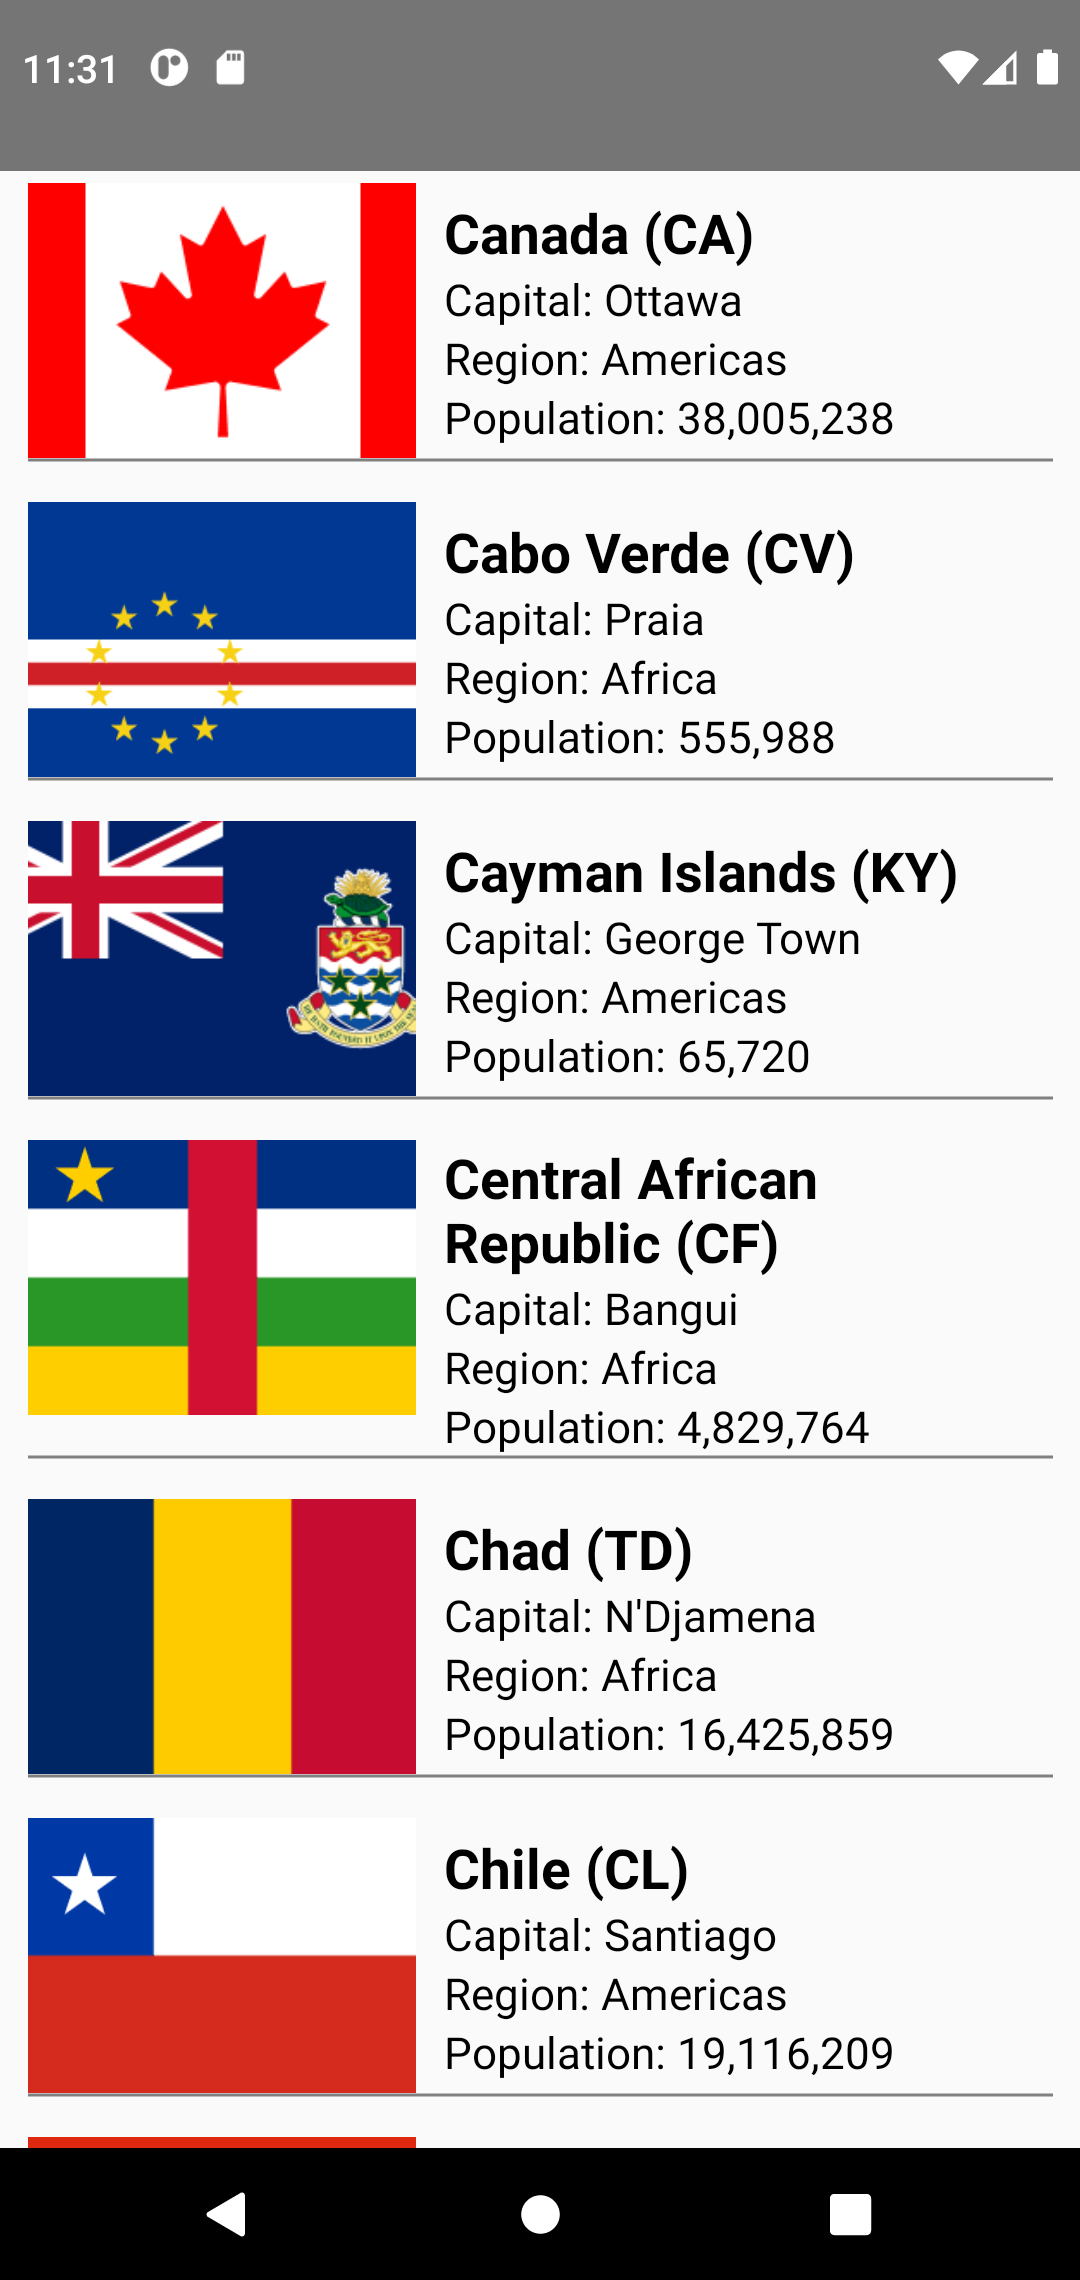 11:31
Canada (CA)
Capital: Ottawa
Region: Americas
Population: 38,005,238
Cabo Verde (CV)
Capital: Praia
Region: Africa
Population: 555,988
Cayman Islands (KY)
Capital: George Town
Region: Americas
Population: 65,720
Central African
Republic (CF)
Capital: Bangui
Region: Africa
Population: 4,829,764
Chad (TD)
Capital: N'Djamena
Region: Africa
Population: 16,425,859
Chile (CL)
Capital: Santiago
Region: Americas
Population: 19,116,209